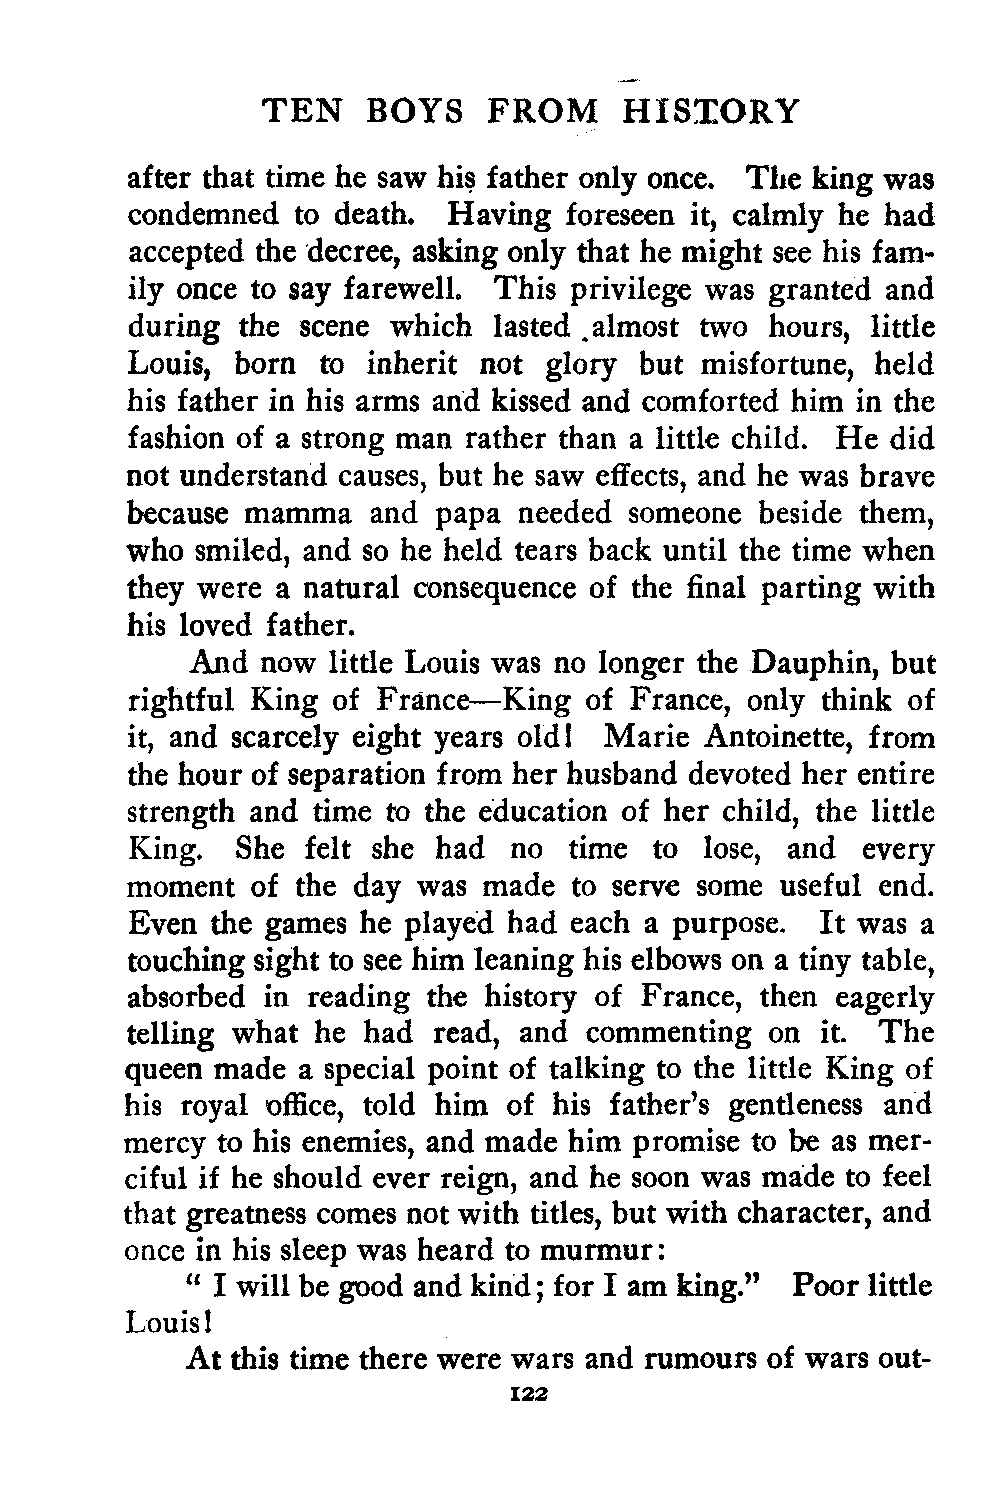 TEN BOYS FROM HISTORY
after that time he saw his father only once. The king was
condemned to death. Having foreseen it, calmly he had
accepted the decree, asking only that he might see his fam-
ily once to say farewell. This privilege was granted and
during the scene which lasted almost two hours, little
Louis, born to inherit not glory but misfortune, held
his father in his arms and kissed and comforted him in the
fashion of a strong man rather than a little child. He did
not understand causes, but he saw effects, and he was brave
because mamma and papa needed someone beside them,
who smiled, and so he held tears back until the time when
they were a natural consequence of the final parting with
his loved father.
And now little Louis was no longer the Dauphin, but
rightful King of France—King of France, only think of
it, and scarcely eight years old! Marie Antoinette, from
the hour of separation from her husband devoted her entire
strength and time to the education of her child, the little
King. She felt she had no time to lose, and every
moment of the day was made to serve some useful end.
Even the games he played had each a purpose. It was a
touching sight to see him leaning his elbows on a tiny table,
absorbed in reading the history of France, then eagerly
telling what he had read, and commenting on it. The
queen made a special point of talking to the little King of
his royal office, told him of his father's gentleness and
mercy to his enemies, and made him promise to be as mer-
ciful if he should ever reign, and he soon was made to feel
that greatness comes not with titles, but with character, and
once in his sleep was heard to murmur:
" I will be good and kind; for I am king." Poor little
Louis!
At this time there were wars and rumours of wars out-
122